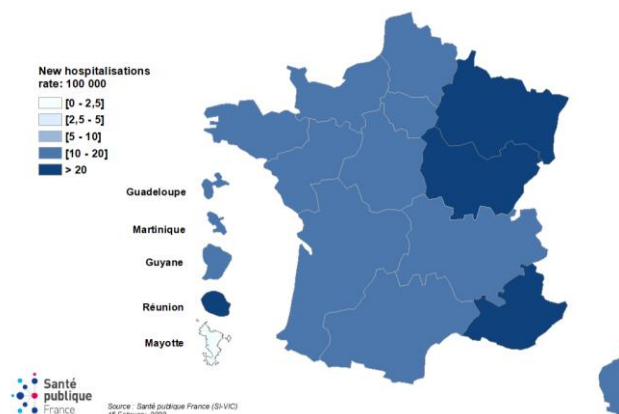 New hospitalisations
rate: 100 000
[0 - 2,5]
[2,5 - 5]
[5 - 10]
[10 - 20]
> 20
Guadeloupe
Martinique
Guyane
Réunion
Mayotte
Santé
publique
France
Source : Santé publique France (SI-VIC)